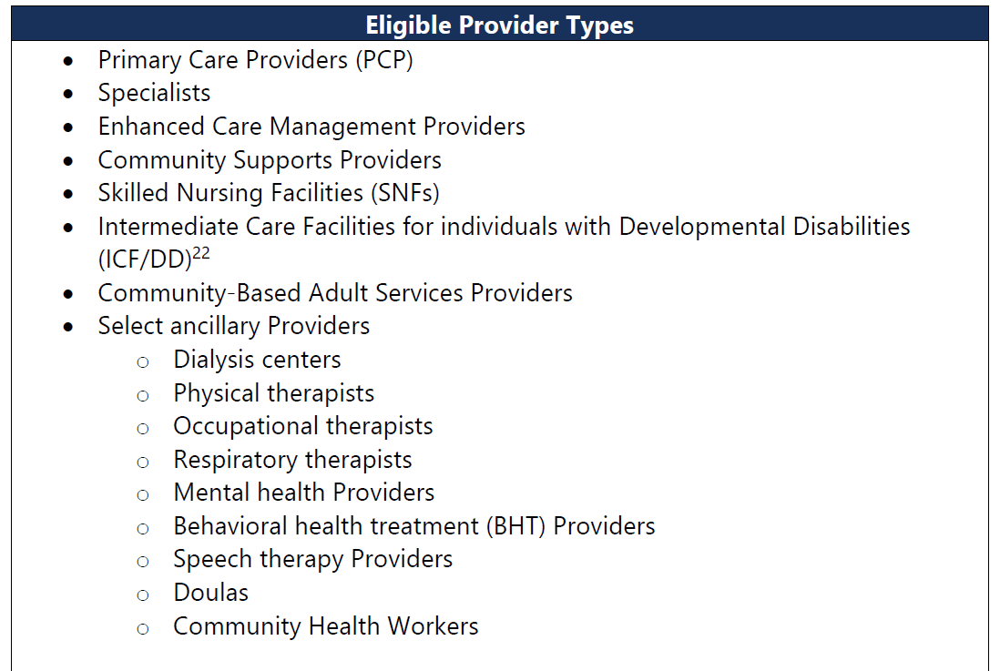 Eligible Provider Types
• Primary Care Providers (PCP)
• Specialists
• Enhanced Care Management Providers
• Community Supports Providers
• Skilled Nursing Facilities (SNFs)
• Intermediate Care Facilities for individuals with Developmental Disabilities
(ICF/DD)²²
• Community-Based Adult Services Providers
• Select ancillary Providers
○ Dialysis centers
○ Physical therapists
○ Occupational therapists
○ Respiratory therapists
○ Mental health Providers
○ Behavioral health treatment (BHT) Providers
○ Speech therapy Providers
○ Doulas
○ Community Health Workers